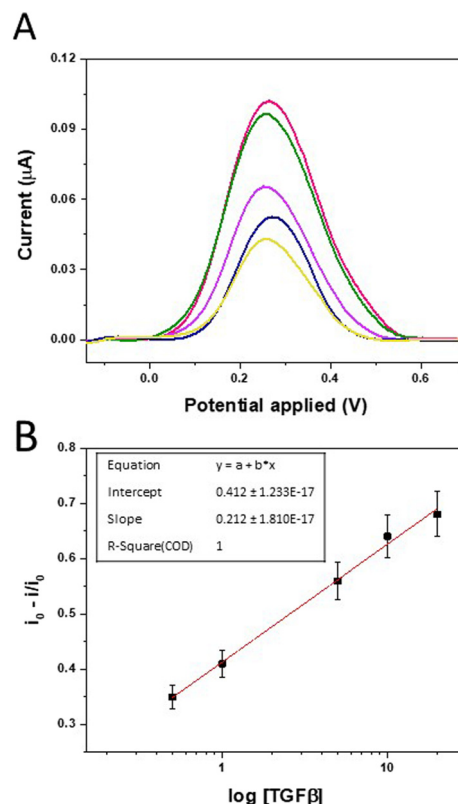 A
0.12
0.09
0.06
0.03
0.00
Current (μA)
0.0 0.2 0.4 0.6
Potential applied (V)
B
0.8
0.7
0.6
0.5
0.4
0.3
i₀ - i/i₀
Equation y = a + b*x
Intercept 0.412 ± 1.233E-17
Slope 0.212 ± 1.810E-17
R-Square(COD) 1
1 10
log [TGFβ]